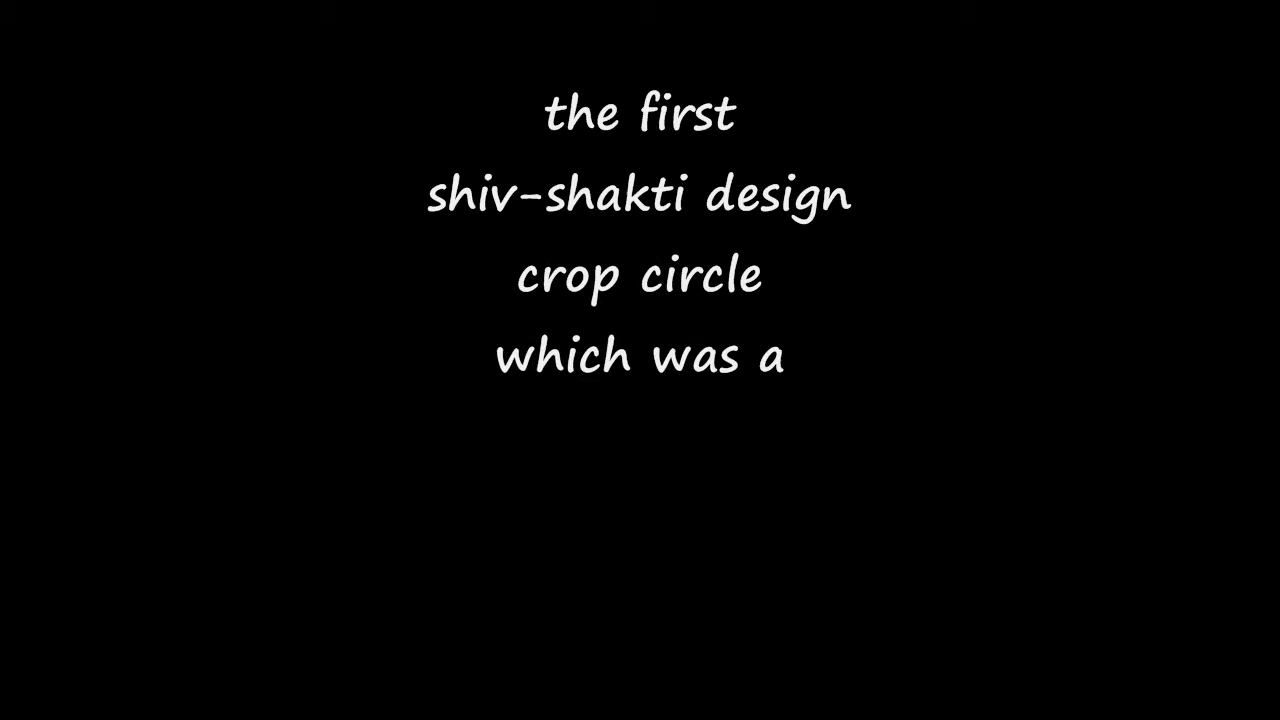 the first
shiv-shakti design
crop circle
which was a